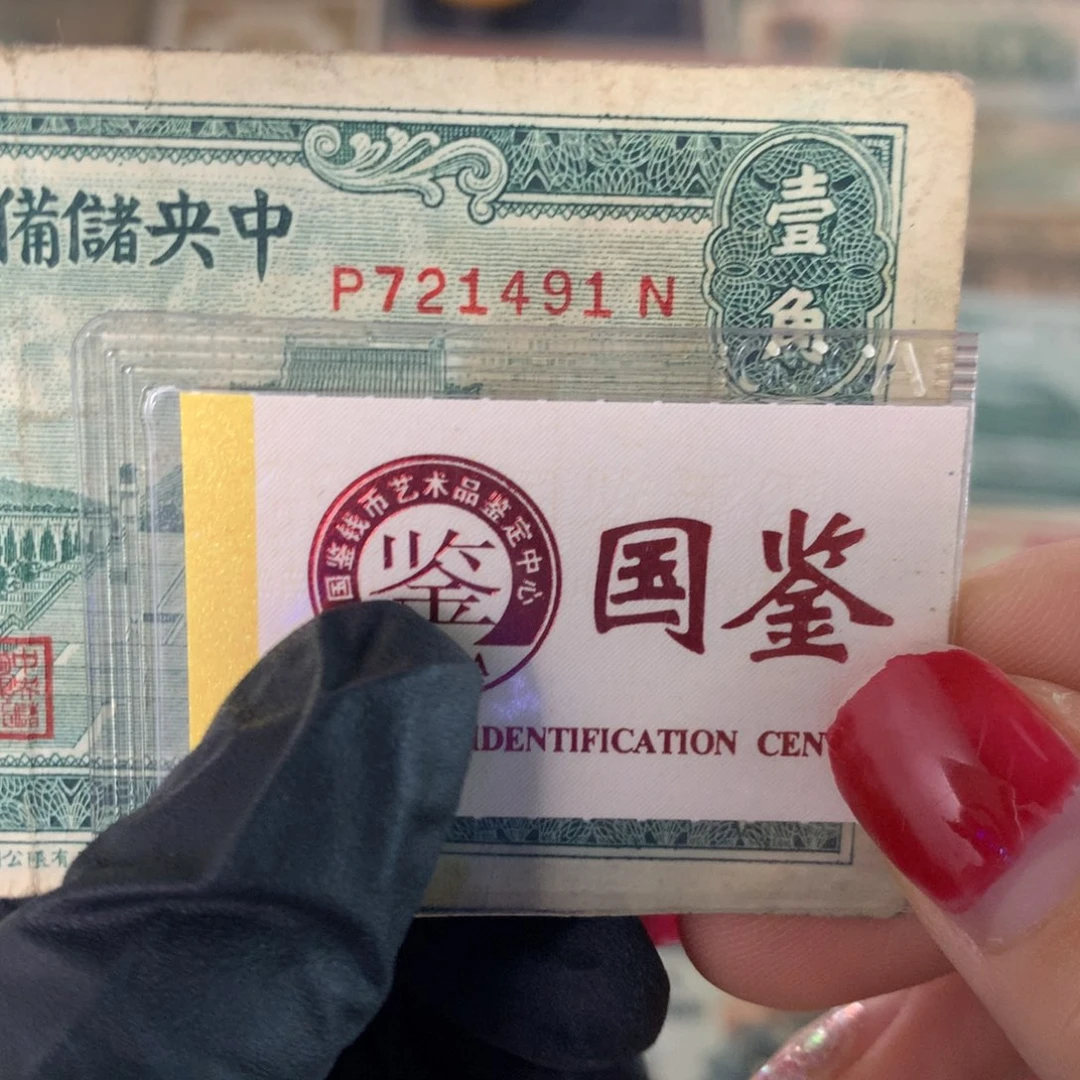 中央儲備
壹角
P721491N
国鉴钱币艺术品鉴定中心
鉴
国鉴
IDENTIFICATION CEN